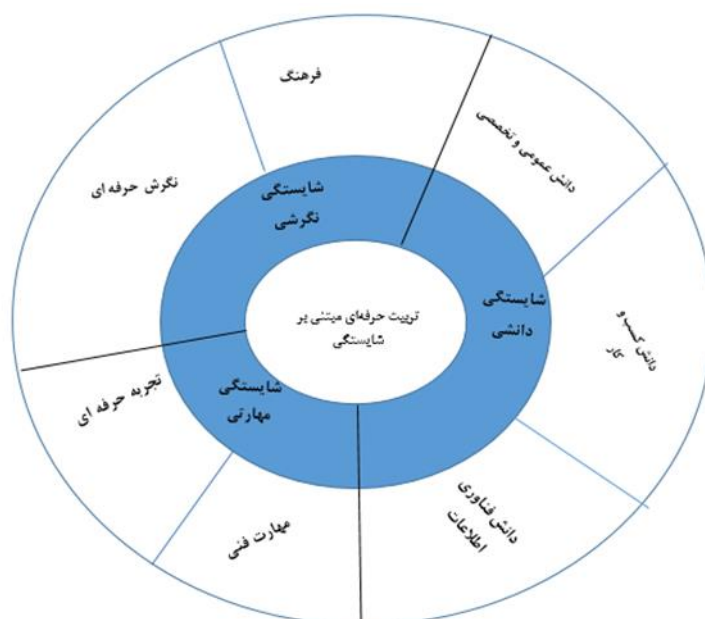 فرهنگ
دانش عمومی و تخصصی
نگرش حرفه ای
شایستگی
نگرشی
شایستگی
دانشی
دانش کسب و
کار
تربیت حرفه‌ای مبتنی بر
شایستگی
تجربه حرفه ای
شایستگی
مهارتی
مهارت فنی
دانش فناوری
اطلاعات